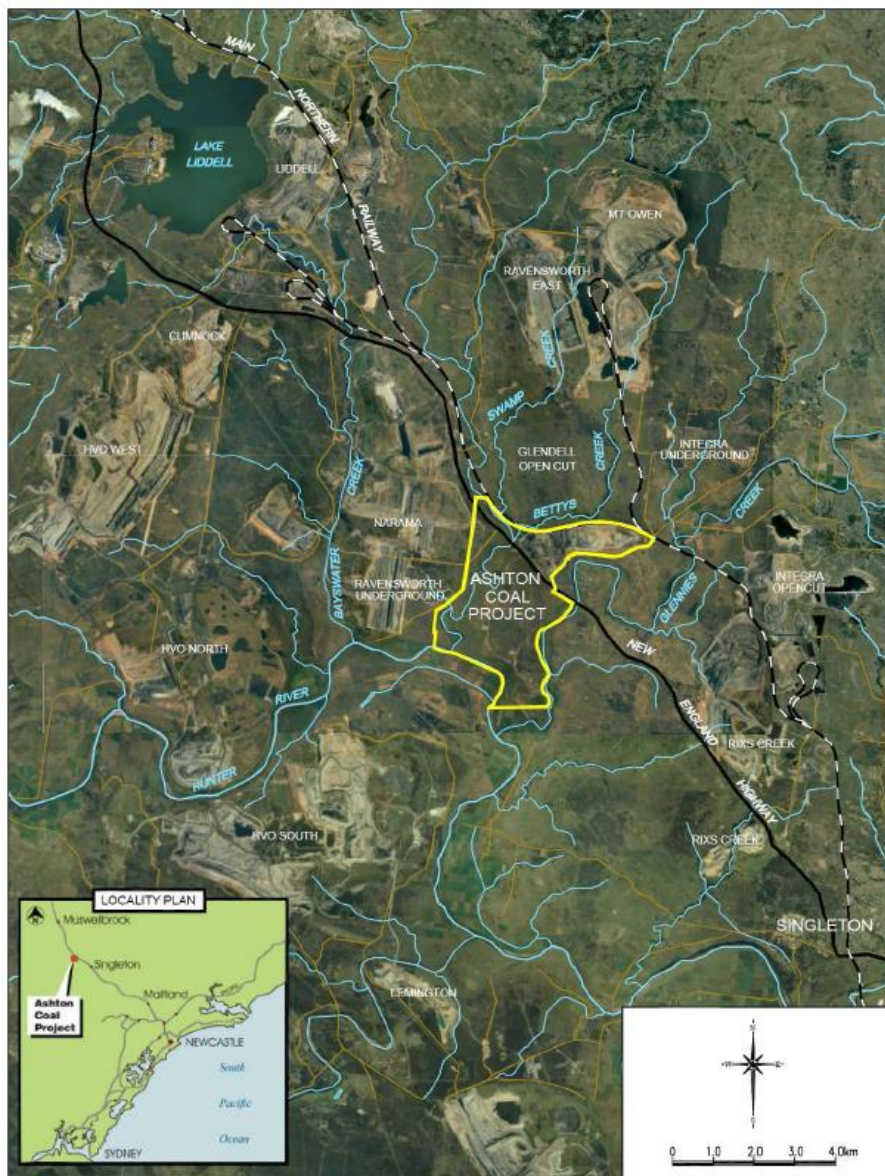 MAIN
NORTHERN
RAILWAY
LAKE
LIDDELL
LIDDELL
MT OWEN
RAVENSWORTH
EAST
CUMNOCK
SWAMP
CREEK
HVO WEST
GLENDELL
OPEN CUT
CREEK
BETTYS
INTEGRA
UNDERGROUND
CREEK
GLENNIES
CREEK
BAYSWATER
NARAMA
RAVENSWORTH
UNDERGROUND
ASHTON
COAL
PROJECT
INTEGRA
OPENCUT
HVO NORTH
NEW
ENGLAND
HIGHWAY
RIVER
HUNTER
RIXS CREEK
HVO SOUTH
RIXS CREEK
SINGLETON
LEMINGTON
LOCALITY PLAN
N
Muswellbrook
Singleton
Ashton
Coal
Project
Maitland
NEWCASTLE
South
Pacific
Ocean
SYDNEY
N
W
E
S
0 1.0 2.0 3.0 4.0km